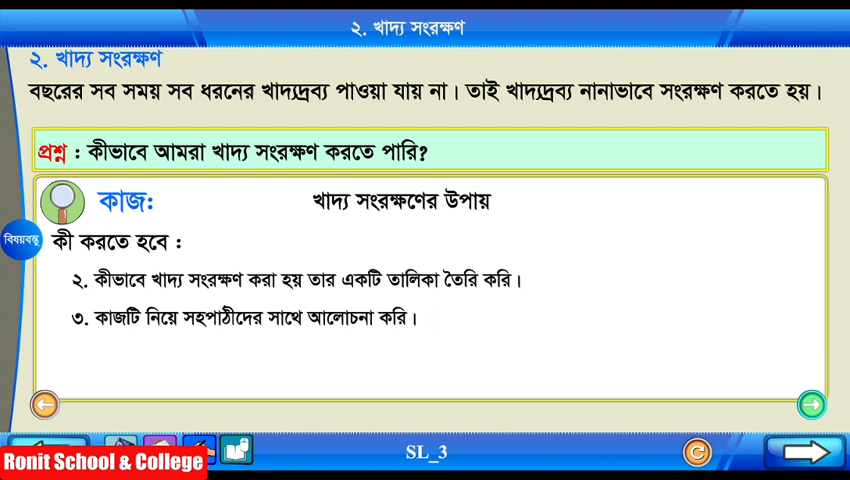 ২. খাদ্য সংরক্ষণ
২. খাদ্য সংরক্ষণ
বছরের সব সময় সব ধরনের খাদ্যদ্রব্য পাওয়া যায় না। তাই খাদ্যদ্রব্য নানাভাবে সংরক্ষণ করতে হয়।
প্রশ্ন : কীভাবে আমরা খাদ্য সংরক্ষণ করতে পারি?
কাজ: খাদ্য সংরক্ষণের উপায়
বিষয়বস্তু
কী করতে হবে :
২. কীভাবে খাদ্য সংরক্ষণ করা হয় তার একটি তালিকা তৈরি করি।
৩. কাজটি নিয়ে সহপাঠীদের সাথে আলোচনা করি।
SL_3
Ronit School & College